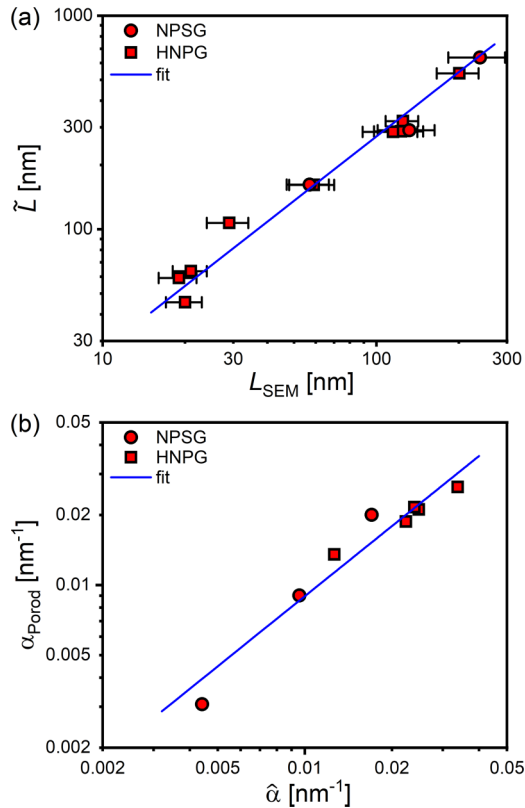 (a)
NPSG
HNPG
fit
1000
300
100
30
L̃ [nm]
10
30
100
300
L_SEM [nm]
(b)
NPSG
HNPG
fit
0.05
0.02
0.01
0.005
0.002
α_Porod [nm⁻¹]
0.002
0.005
0.01
0.02
0.05
α̂ [nm⁻¹]